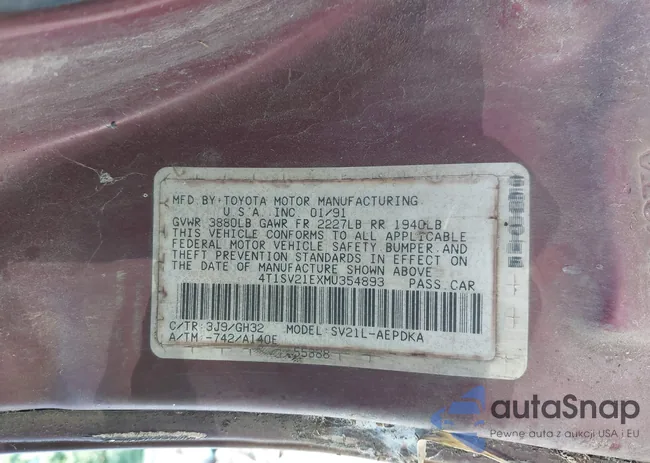 MFD. BY: TOYOTA MOTOR MANUFACTURING
U S A INC. 01/91
GVWR 3880LB GAWR FR 2227LB RR 1940LB
THIS VEHICLE CONFORMS TO ALL APPLICABLE
FEDERAL MOTOR VEHICLE SAFETY BUMPER AND
THEFT PREVENTION STANDARDS IN EFFECT ON
THE DATE OF MANUFACTURE SHOWN ABOVE
4T1SV21EXMU354893 PASS.CAR
C/TR:3J9/GH32 MODEL:SV21L-AEPDKA
A/TM -742/A140E
autaSnap
Pewne auta z aukcji USA i EU